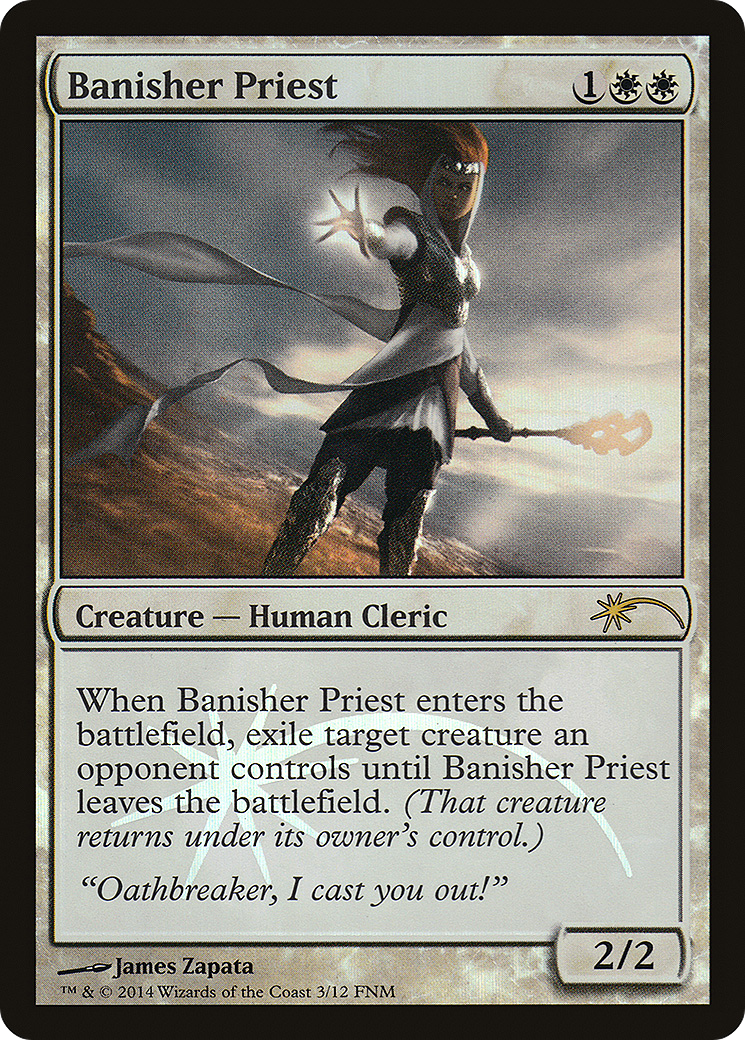 Banisher Priest 1
Creature — Human Cleric
When Banisher Priest enters the
battlefield, exile target creature an
opponent controls until Banisher Priest
leaves the battlefield. (That creature
returns under its owner's control.)
"Oathbreaker, I cast you out!"
2/2
James Zapata
™ & © 2014 Wizards of the Coast 3/12 FNM